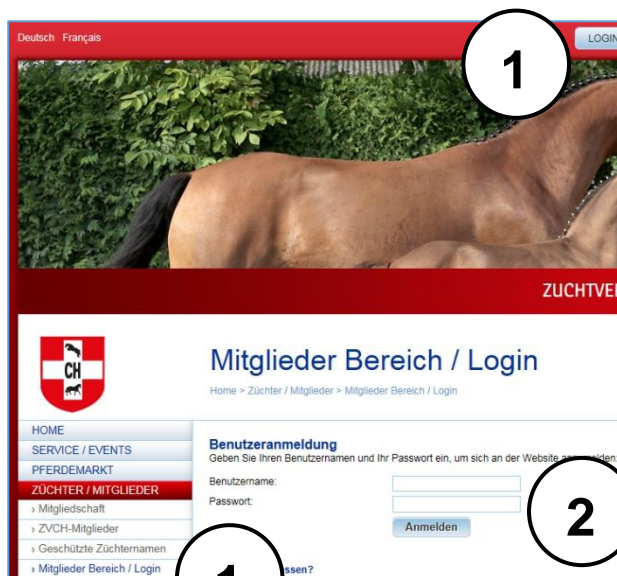 Deutsch Français
LOGIN
1
ZUCHTVE
CH
Mitglieder Bereich / Login
Home > Züchter / Mitglieder > Mitglieder Bereich / Login
HOME
SERVICE / EVENTS
PFERDEMARKT
ZÜCHTER / MITGLIEDER
› Mitgliedschaft
› ZVCH-Mitglieder
› Geschützte Züchternamen
› Mitglieder Bereich / Login
Benutzeranmeldung
Geben Sie Ihren Benutzernamen und Ihr Passwort ein, um sich an der Website
Benutzername:
Passwort:
Anmelden
2
1
ssen?